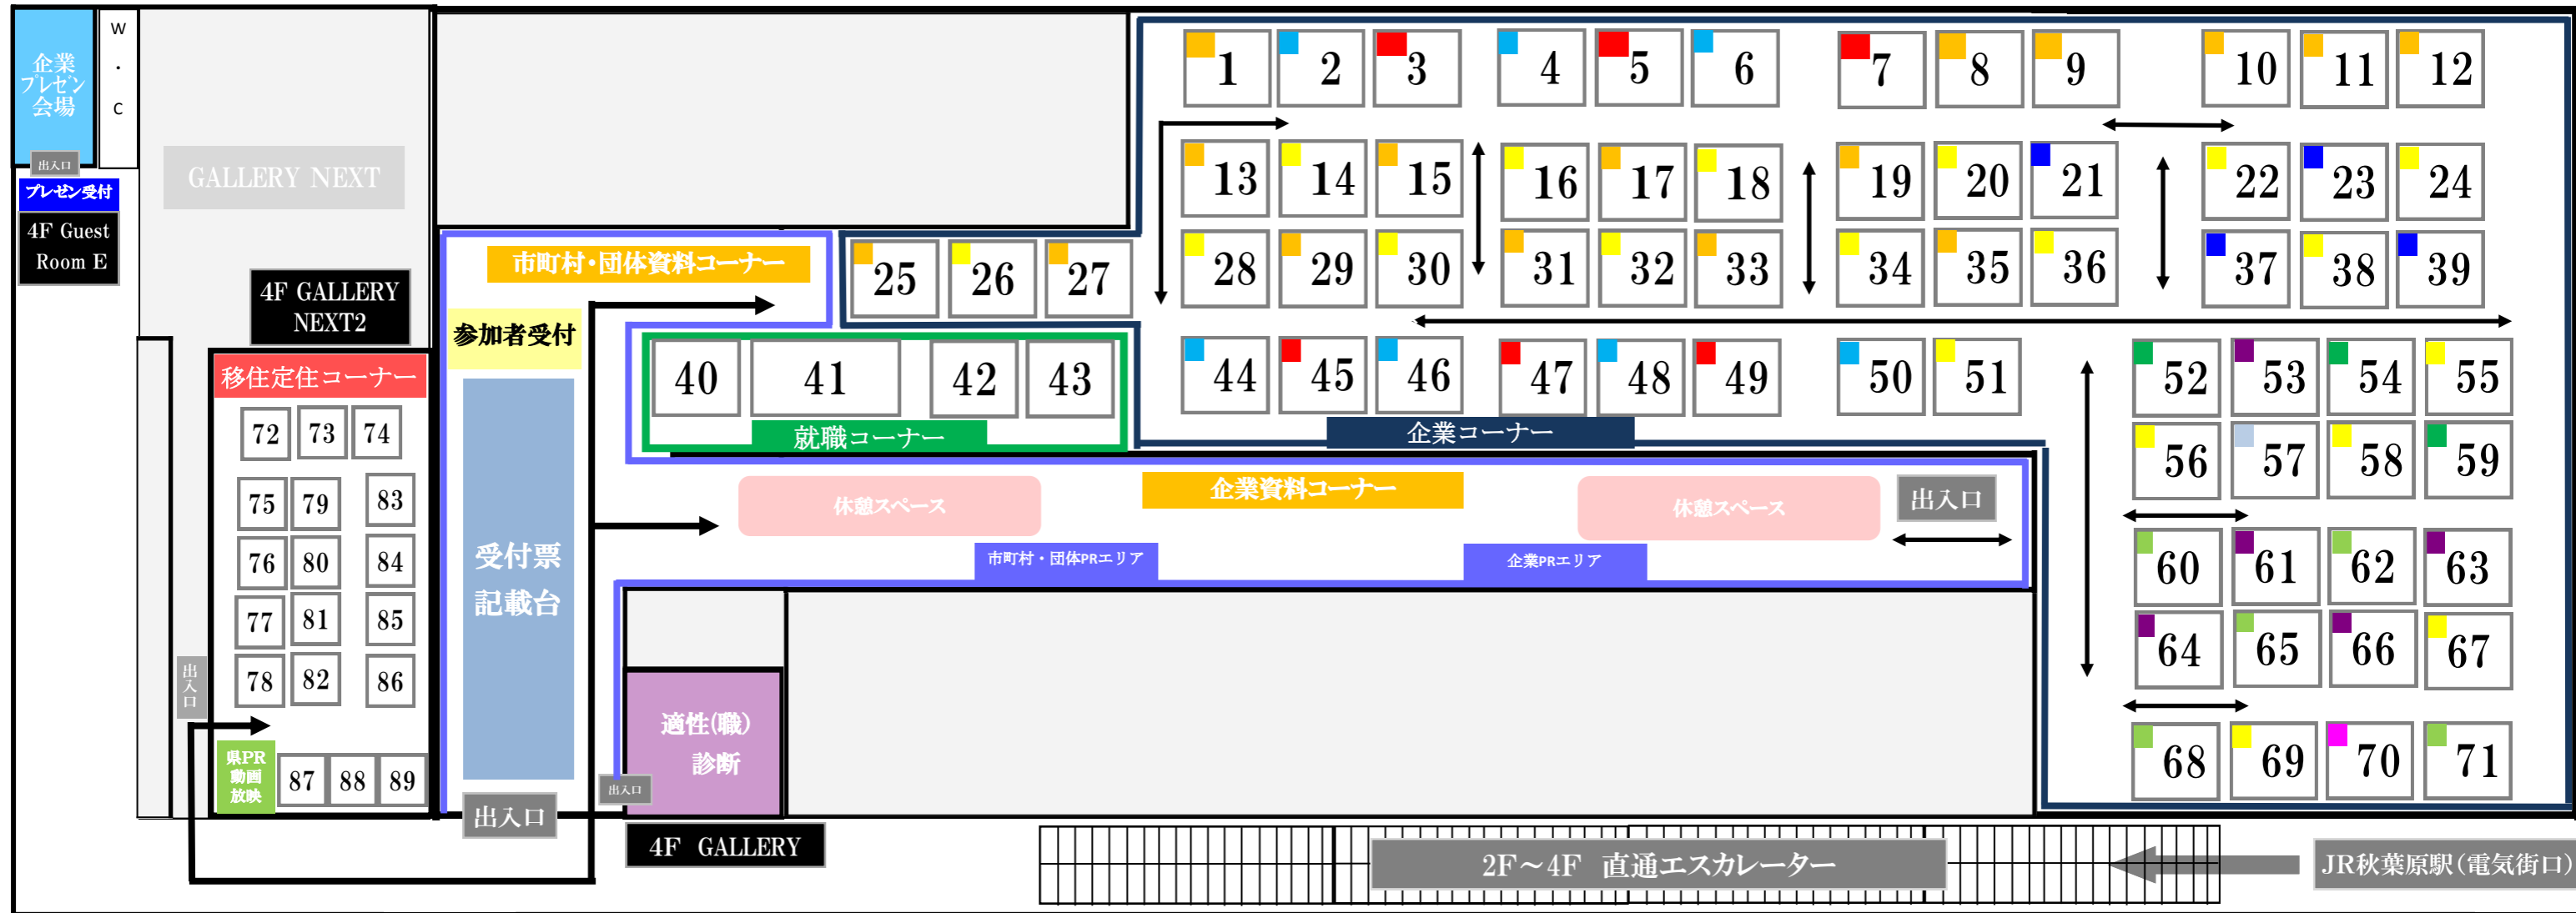 企業
プレゼン
会場
W
・
C
出入口
プレゼン受付
4F Guest
Room E
GALLERY NEXT
4F GALLERY
NEXT2
移住定住コーナー
72 73 74
75 79 83
76 80 84
77 81 85
78 82 86
出入口
県PR
動画
放映
87 88 89
市町村・団体資料コーナー
参加者受付
受付票
記載台
出入口
25 26 27
40 41 42 43
就職コーナー
1 2 3 4 5 6 7 8 9 10 11 12
13 14 15 16 17 18 19 20 21 22 23 24
28 29 30 31 32 33 34 35 36 37 38 39
44 45 46 47 48 49 50 51
企業コーナー
52 53 54 55
56 57 58 59
60 61 62 63
64 65 66 67
68 69 70 71
休憩スペース
企業資料コーナー
休憩スペース
出入口
市町村・団体PRエリア
企業PRエリア
適性(職)
診断
出入口
4F GALLERY
2F～4F 直通エスカレーター
JR秋葉原駅(電気街口)